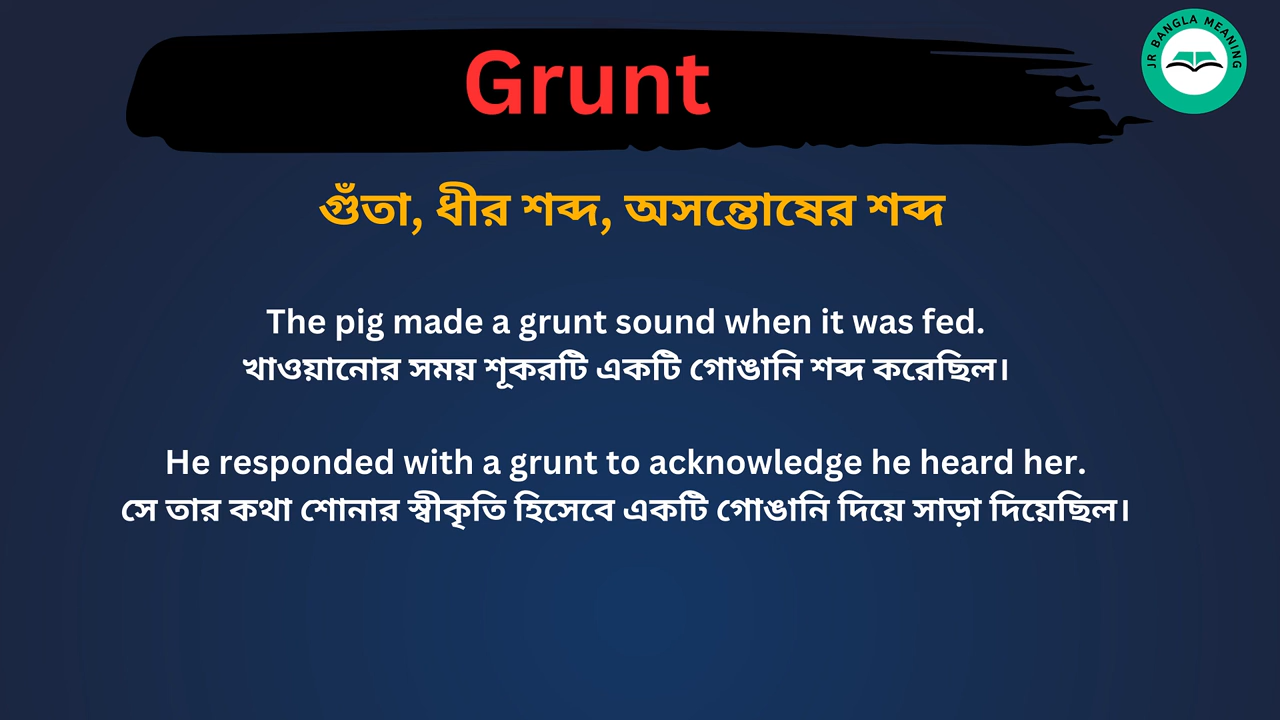 JR BANGLA MEANING
Grunt
গুঁতা, ধীর শব্দ, অসন্তোষের শব্দ
The pig made a grunt sound when it was fed.
খাওয়ানোর সময় শূকরটি একটি গোঙানি শব্দ করেছিল।
He responded with a grunt to acknowledge he heard her.
সে তার কথা শোনার স্বীকৃতি হিসেবে একটি গোঙানি দিয়ে সাড়া দিয়েছিল।